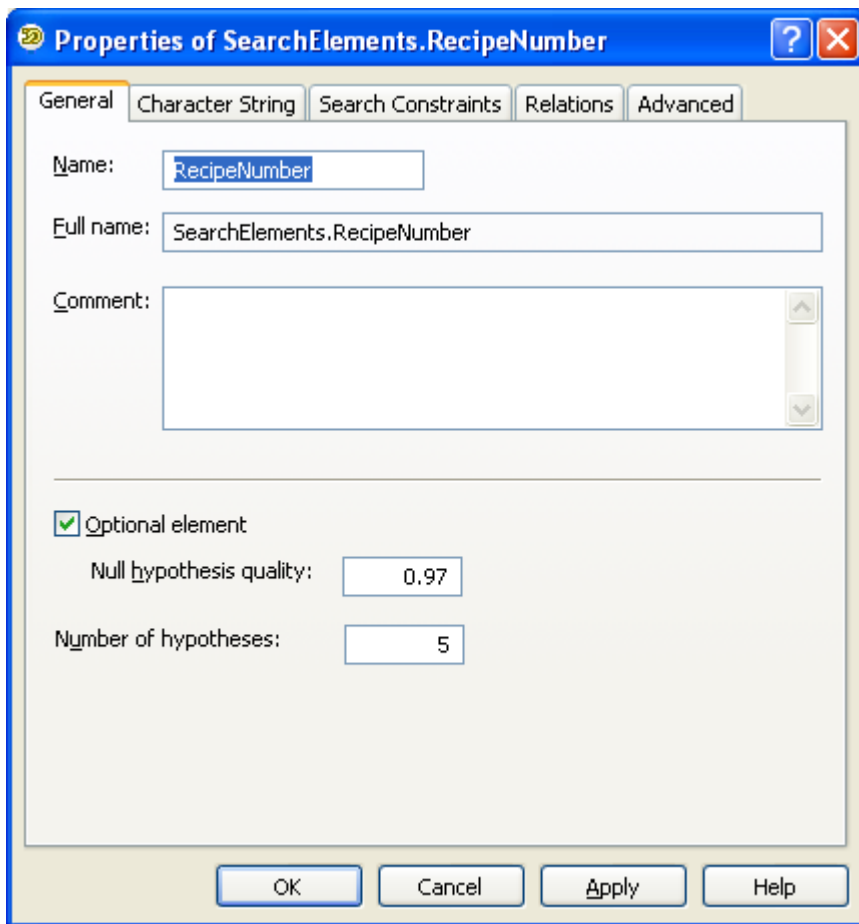 Properties of SearchElements.RecipeNumber
General Character String Search Constraints Relations Advanced
Name: RecipeNumber
Full name: SearchElements.RecipeNumber
Comment:
Optional element
Null hypothesis quality: 0.97
Number of hypotheses: 5
OK Cancel Apply Help